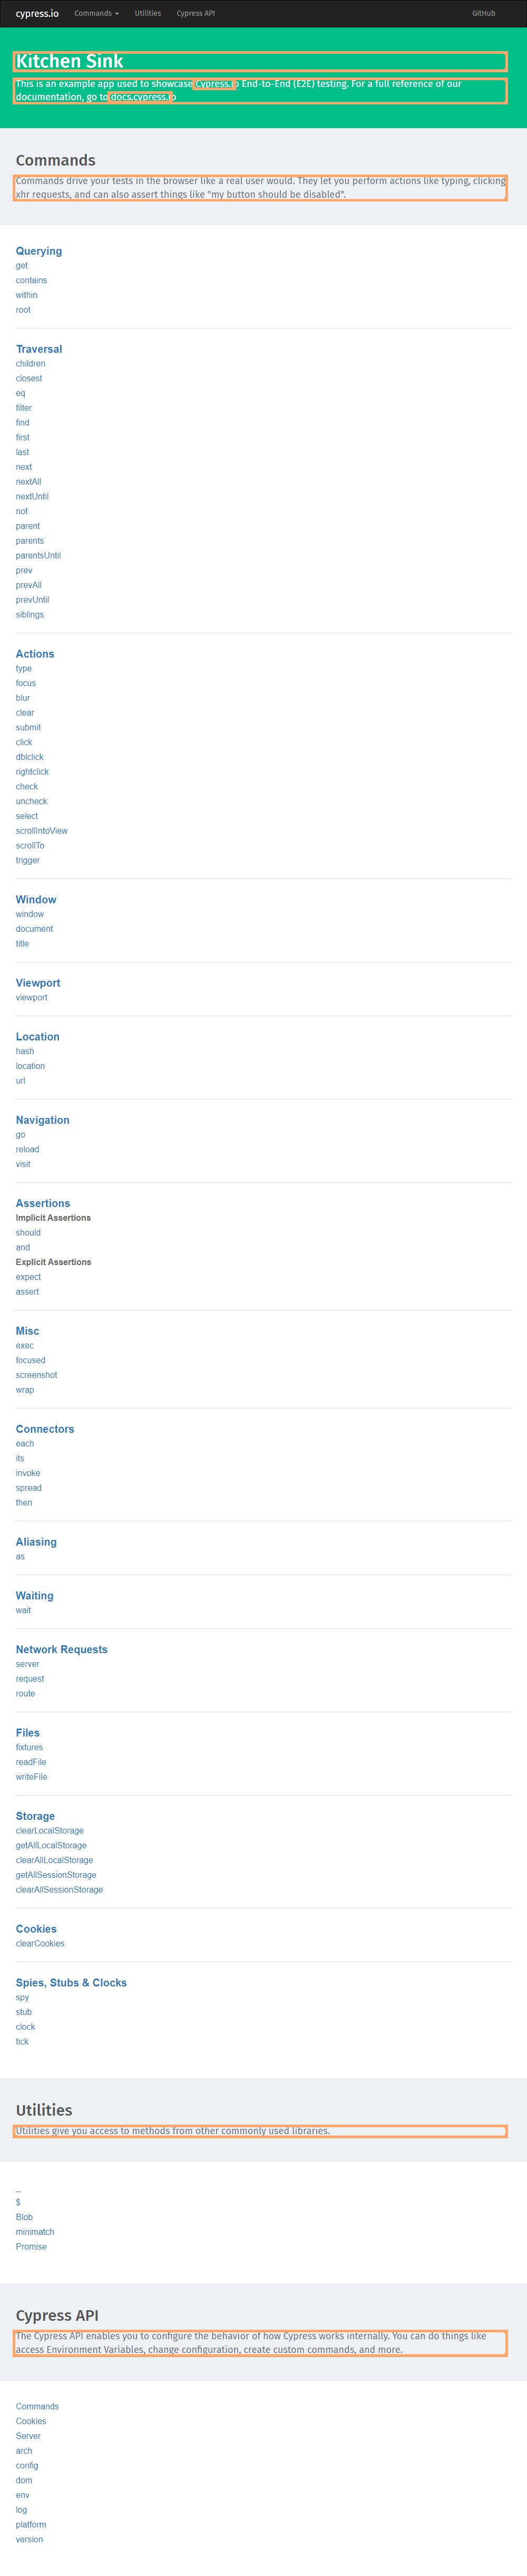 cypress.io Commands Utilities Cypress API GitHub
Kitchen Sink
This is an example app used to showcase Cypress.io End-to-End (E2E) testing. For a full reference of our
documentation, go to docs.cypress.io
Commands
Commands drive your tests in the browser like a real user would. They let you perform actions like typing, clicking,
xhr requests, and can also assert things like "my button should be disabled".
Querying
get
contains
within
root
Traversal
children
closest
eq
filter
find
first
last
next
nextAll
nextUntil
not
parent
parents
parentsUntil
prev
prevAll
prevUntil
siblings
Actions
type
focus
blur
clear
submit
click
dblclick
rightclick
check
uncheck
select
scrollIntoView
scrollTo
trigger
Window
window
document
title
Viewport
viewport
Location
hash
location
url
Navigation
go
reload
visit
Assertions
Implicit Assertions
should
and
Explicit Assertions
expect
assert
Misc
exec
focused
screenshot
wrap
Connectors
each
its
invoke
spread
then
Aliasing
as
Waiting
wait
Network Requests
server
request
route
Files
fixtures
readFile
writeFile
Storage
clearLocalStorage
getAllLocalStorage
clearAllLocalStorage
getAllSessionStorage
clearAllSessionStorage
Cookies
clearCookies
Spies, Stubs & Clocks
spy
stub
clock
tick
Utilities
Utilities give you access to methods from other commonly used libraries.
_
$
Blob
minimatch
Promise
Cypress API
The Cypress API enables you to configure the behavior of how Cypress works internally. You can do things like
access Environment Variables, change configuration, create custom commands, and more.
Commands
Cookies
Server
arch
config
dom
env
log
platform
version